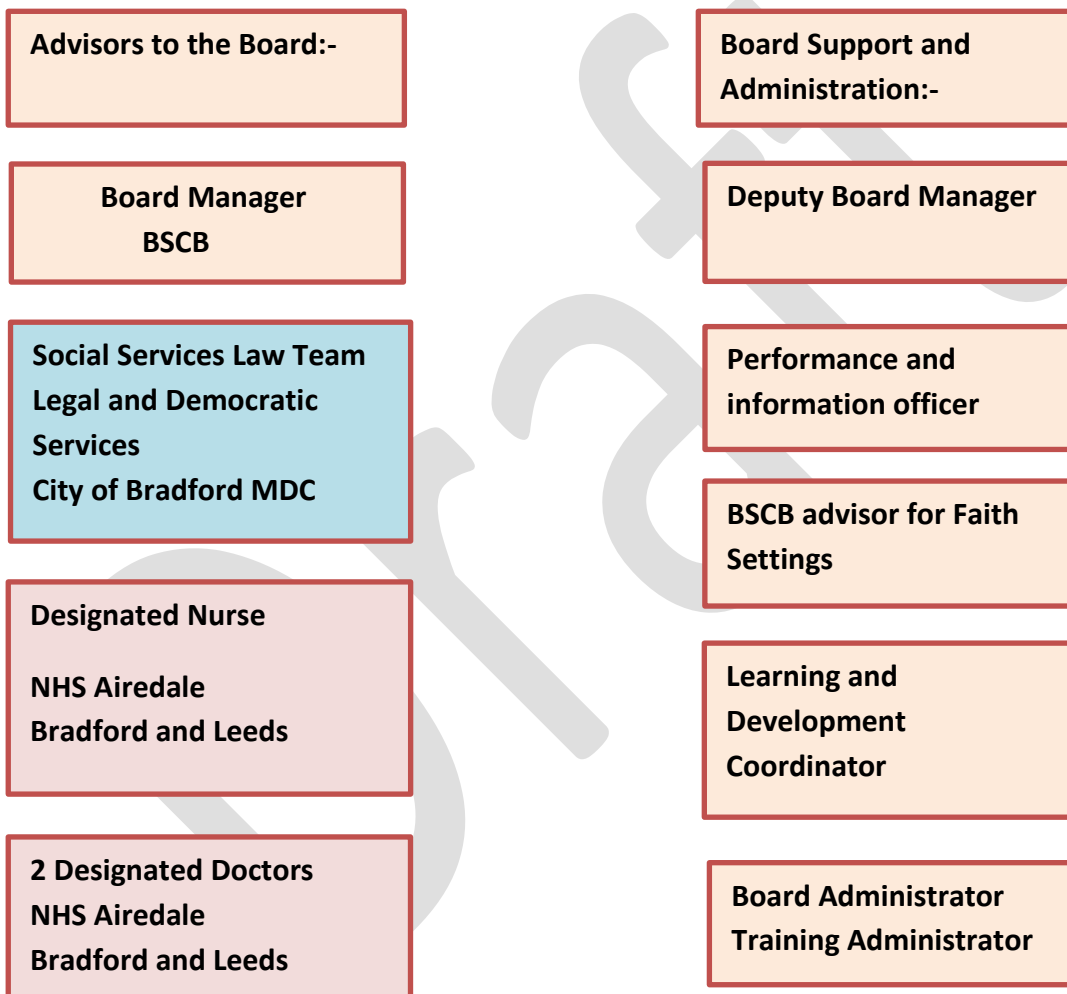 Advisors to the Board:-
Board Manager
BSCB
Social Services Law Team
Legal and Democratic
Services
City of Bradford MDC
Designated Nurse
NHS Airedale
Bradford and Leeds
2 Designated Doctors
NHS Airedale
Bradford and Leeds
Board Support and
Administration:-
Deputy Board Manager
Performance and
information officer
BSCB advisor for Faith
Settings
Learning and
Development
Coordinator
Board Administrator
Training Administrator
Draft